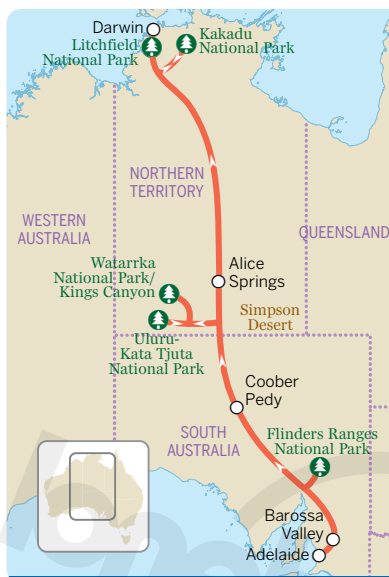 Darwin
Litchfield
National Park
Kakadu
National Park
NORTHERN
TERRITORY
WESTERN
AUSTRALIA
QUEENSLAND
Alice
Springs
Watarrka
National Park/
Kings Canyon
Simpson
Desert
Uluru-
Kata Tjuta
National Park
Coober
Pedy
SOUTH
AUSTRALIA
Flinders Ranges
National Park
Barossa
Valley
Adelaide